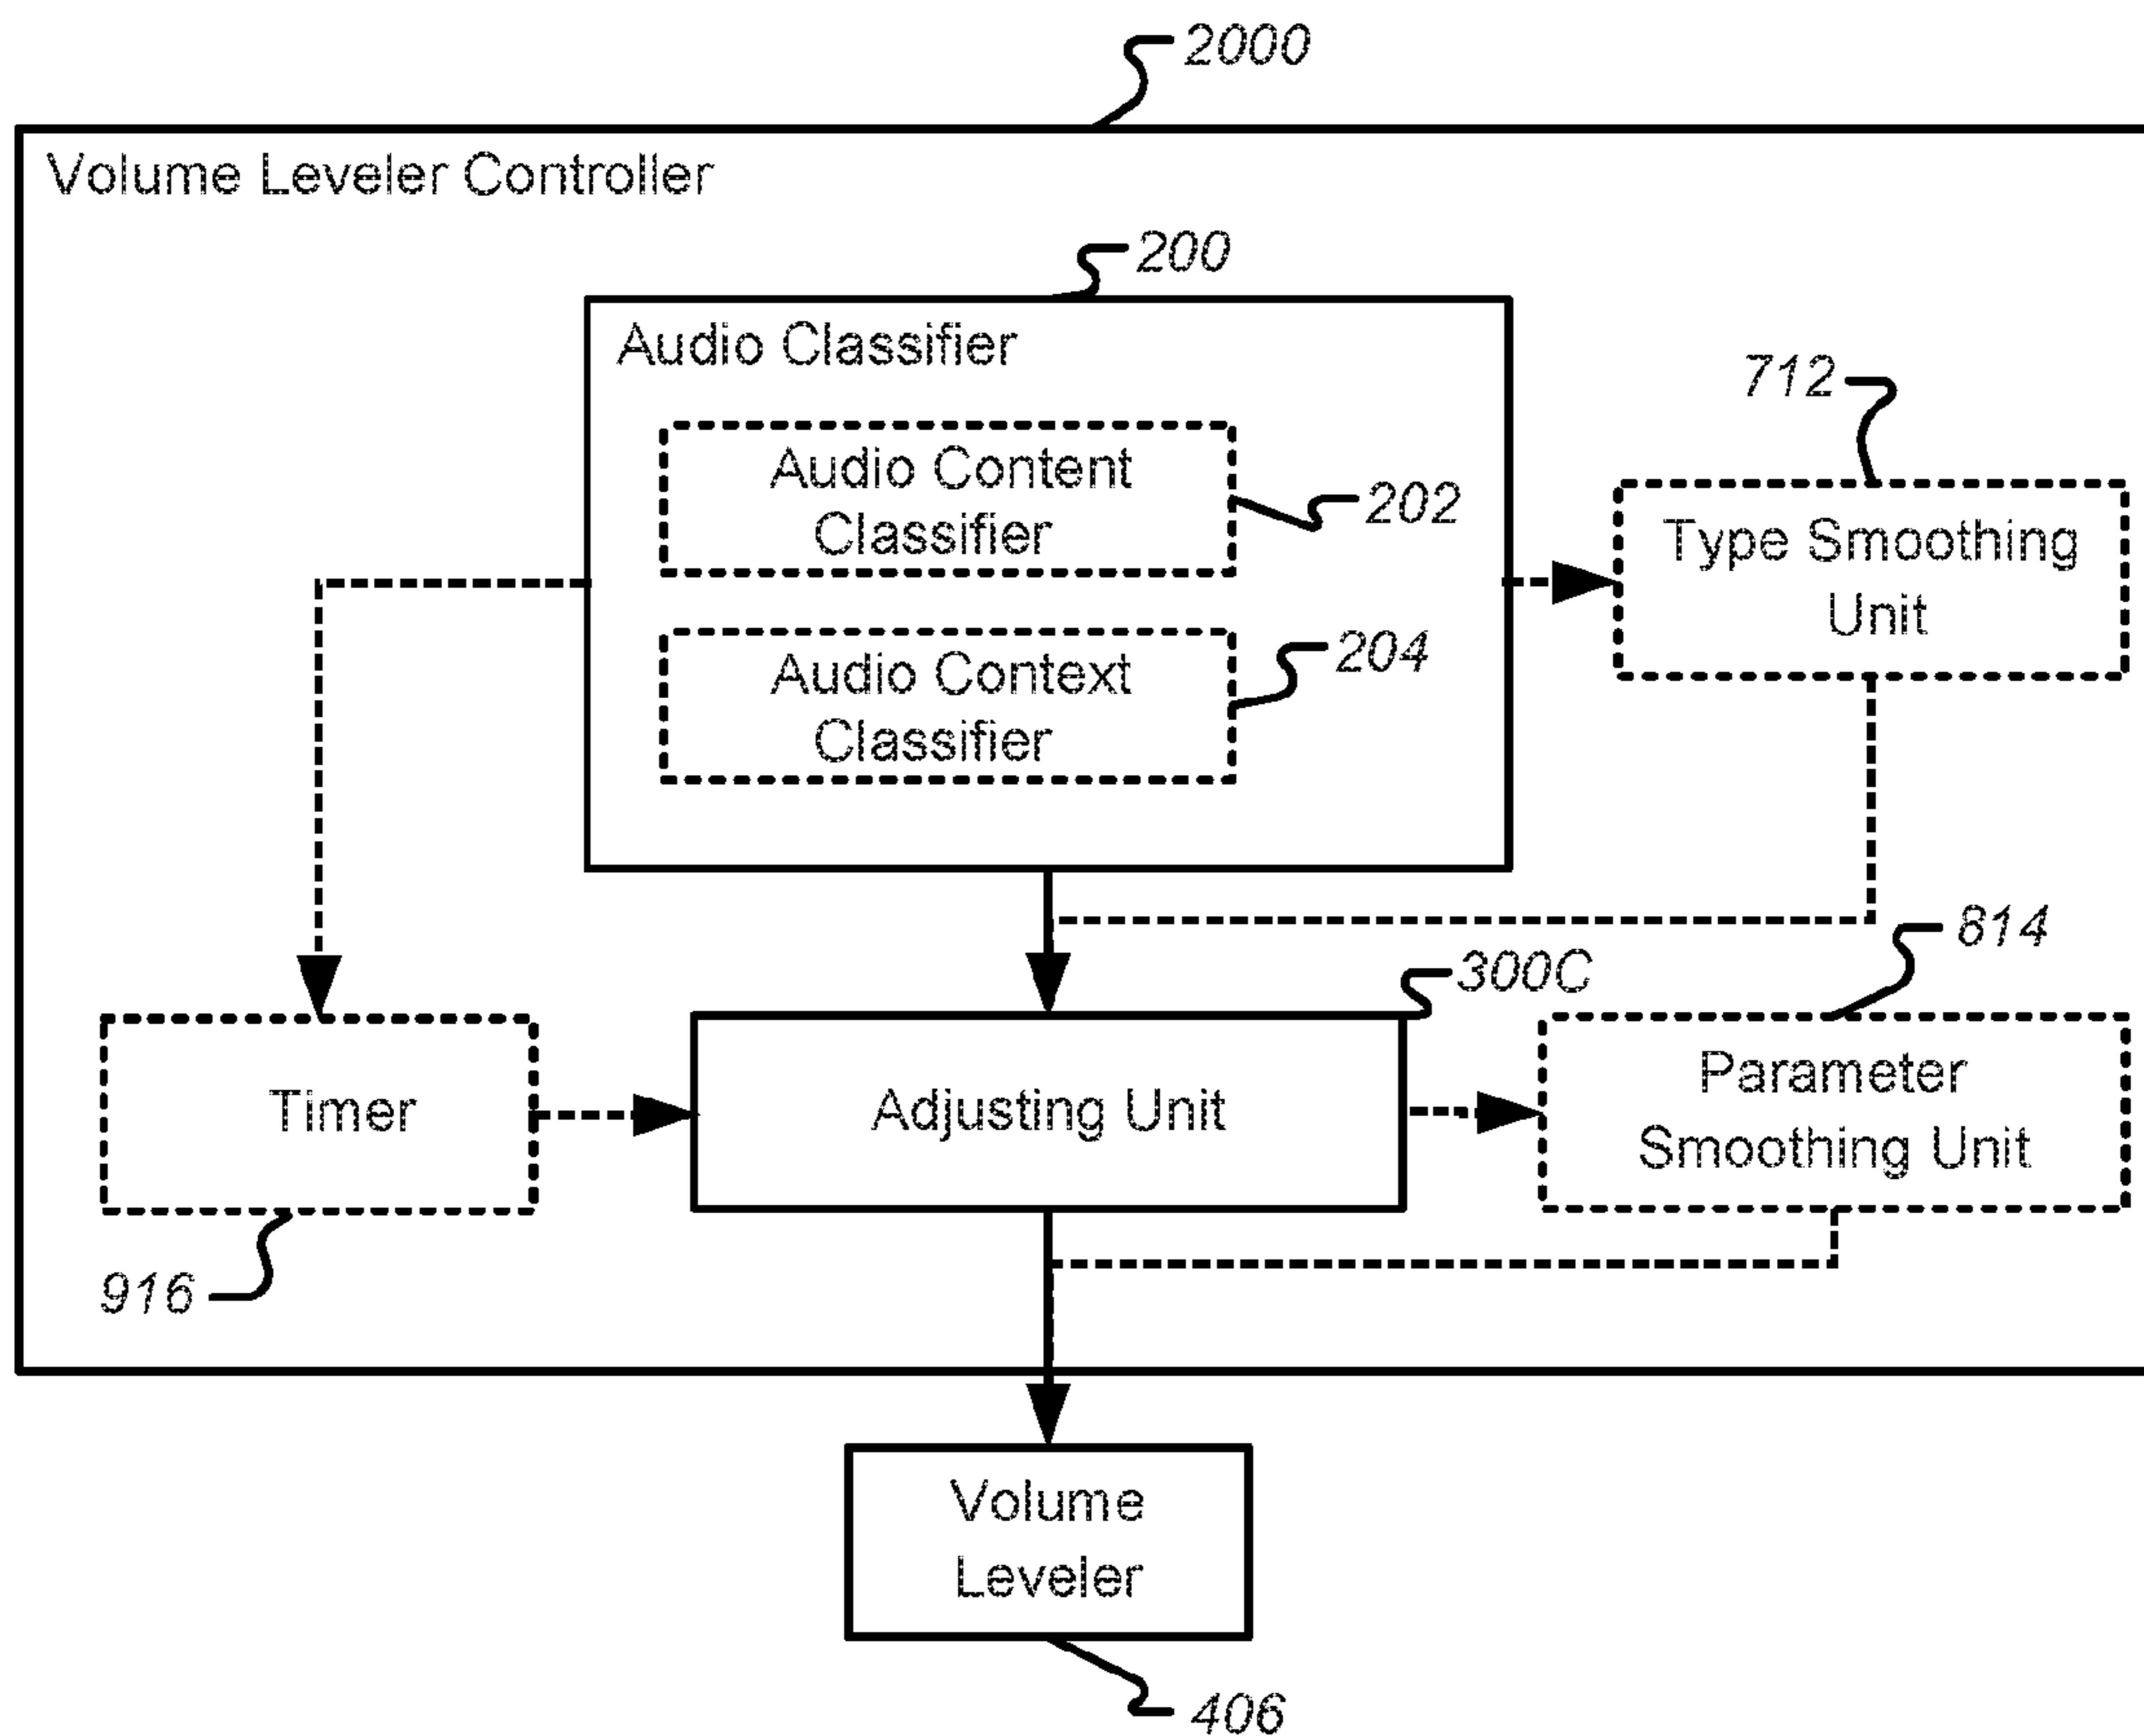 2000
Volume Leveler Controller
200
Audio Classifier
712
Audio Content
Classifier
202
Type Smoothing
Unit
204
Audio Context
Classifier
814
300C
Timer
Adjusting Unit
Parameter
Smoothing Unit
916
Volume
Leveler
406